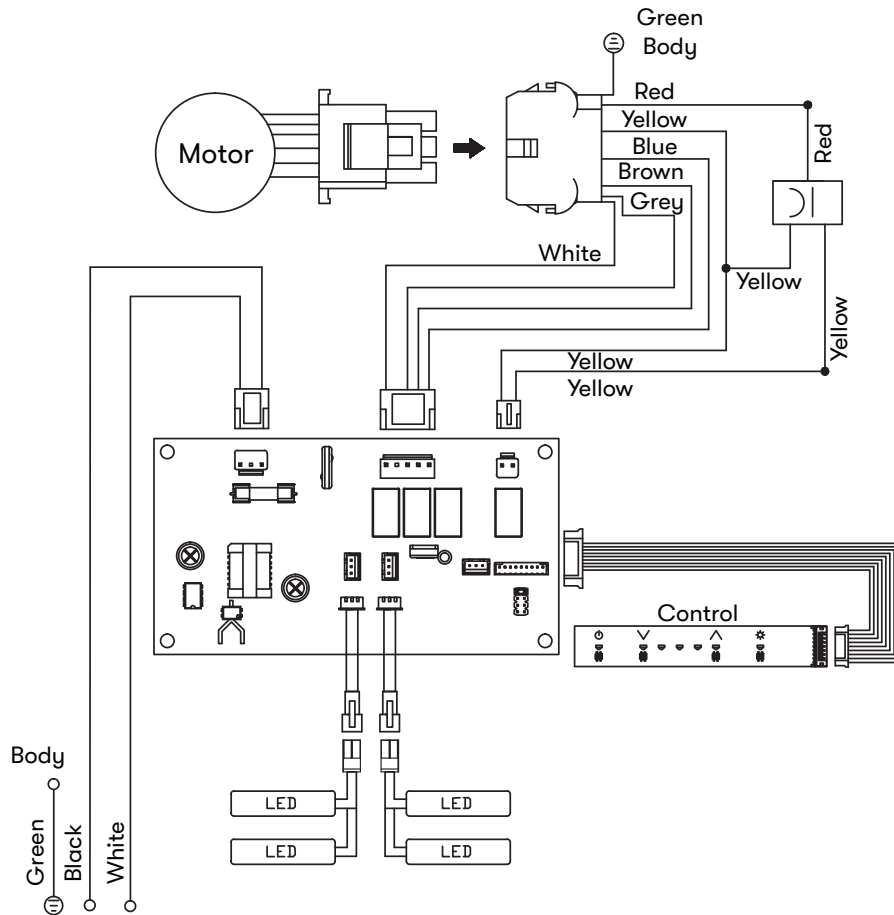 Green
Body
Red
Motor
Yellow
Red
Blue
Brown
Grey
White
Yellow
Yellow
Yellow
Yellow
Control
Body
LED
LED
Green
Black
White
LED
LED